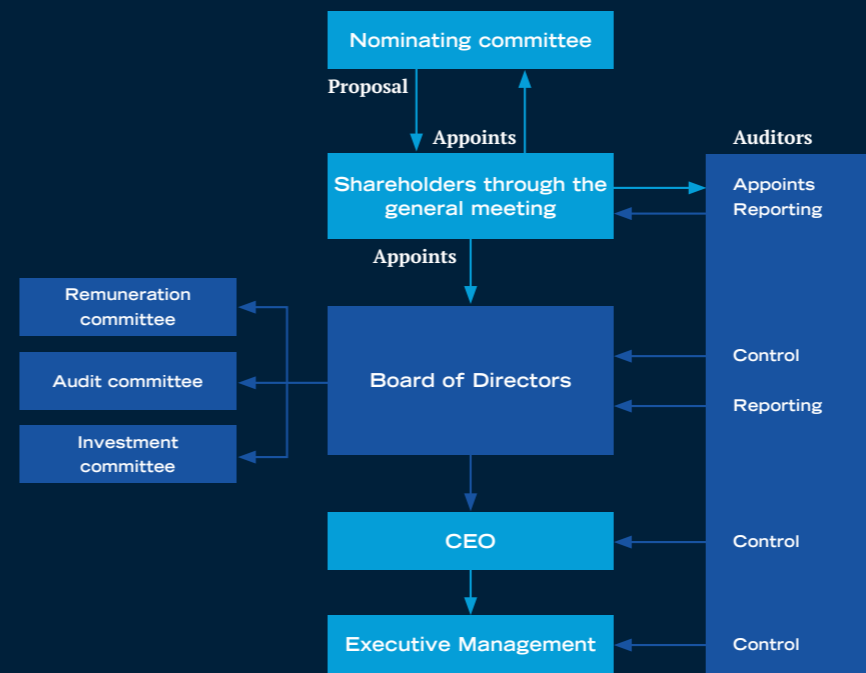 Nominating committee
Proposal
Appoints
Auditors
Shareholders through the
general meeting
Appoints
Reporting
Appoints
Remuneration
committee
Audit committee
Investment
committee
Board of Directors
Control
Reporting
CEO
Control
Executive Management
Control